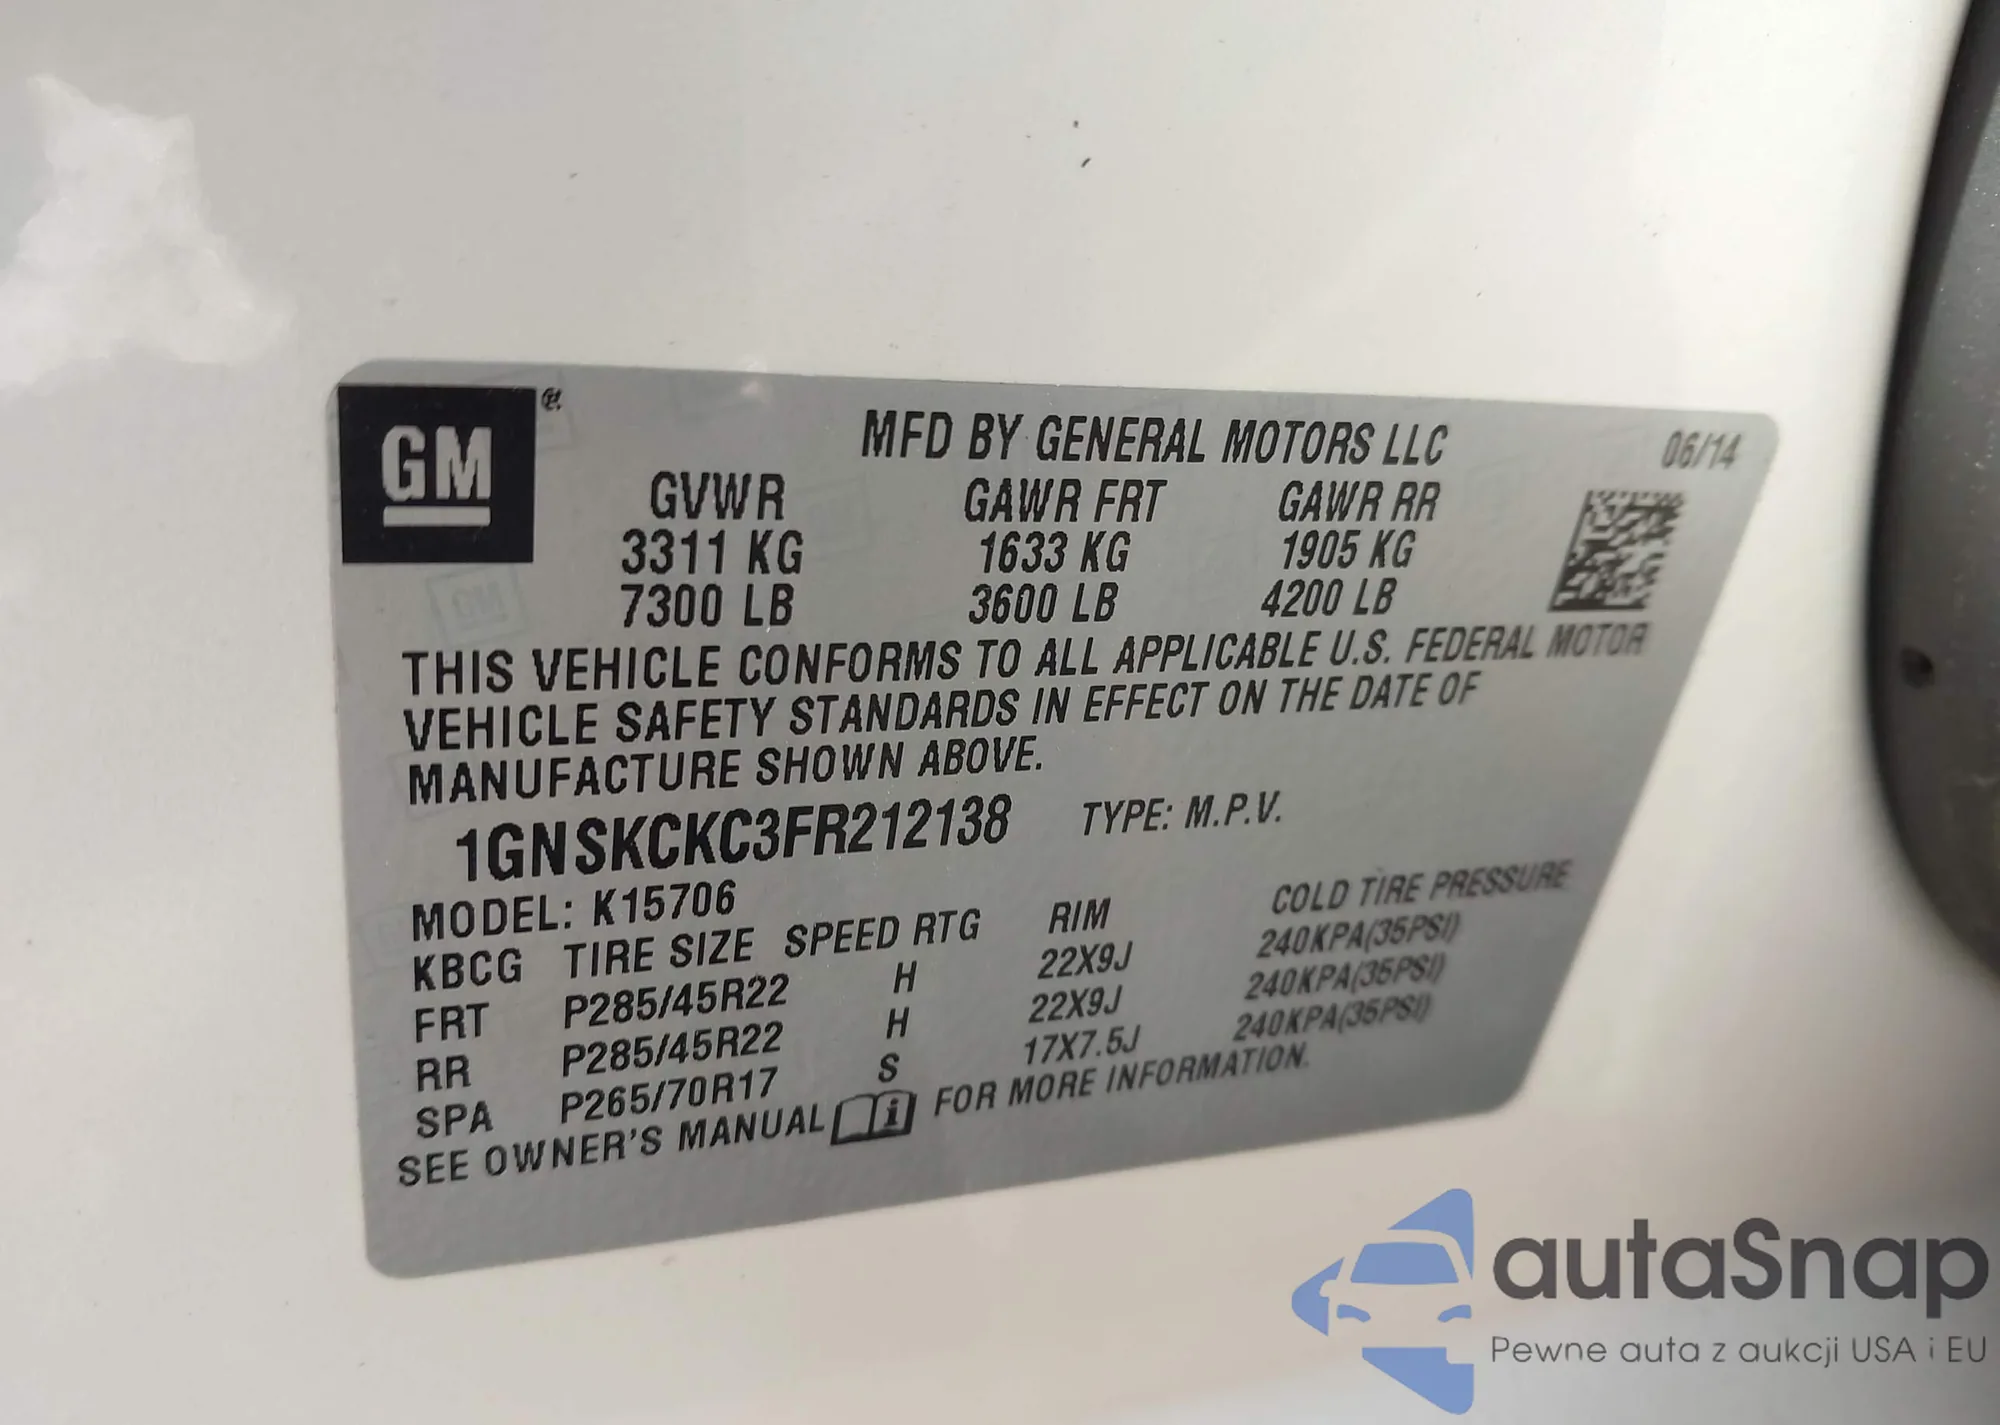 GM
MFD BY GENERAL MOTORS LLC 06/14
GVWR GAWR FRT GAWR RR
3311 KG 1633 KG 1905 KG
7300 LB 3600 LB 4200 LB
THIS VEHICLE CONFORMS TO ALL APPLICABLE U.S. FEDERAL MOTOR
VEHICLE SAFETY STANDARDS IN EFFECT ON THE DATE OF
MANUFACTURE SHOWN ABOVE.
1GNSKCKC3FR212138 TYPE: M.P.V.
MODEL: K15706
KBCG TIRE SIZE SPEED RTG RIM COLD TIRE PRESSURE
FRT P285/45R22 H 22X9J 240KPA(35PSI)
RR P285/45R22 H 22X9J 240KPA(35PSI)
SPA P265/70R17 S 17X7.5J 240KPA(35PSI)
SEE OWNER'S MANUAL FOR MORE INFORMATION.
autaSnap
Pewne auta z aukcji USA i EU